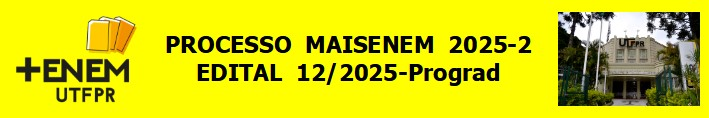 +ENEM
UTFPR
PROCESSO MAISENEM 2025-2
EDITAL 12/2025-Prograd
UTFPR